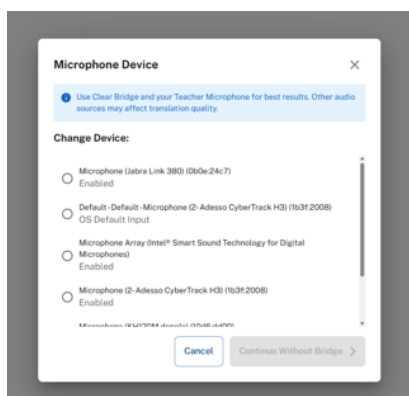 Microphone Device
Use Clear Bridge and your Teacher Microphone for best results. Other audio
sources may affect translation quality.
Change Device:
Microphone (Jabra Link 380) (0b0e:24c7)
Enabled
Default - Default - Microphone (2- Adesso CyberTrack H3) (1b3f:2008)
OS Default Input
Microphone Array (Intel® Smart Sound Technology for Digital
Microphones)
Enabled
Microphone (2- Adesso CyberTrack H3) (1b3f:2008)
Enabled
Microphone
Cancel
Continue Without Bridge